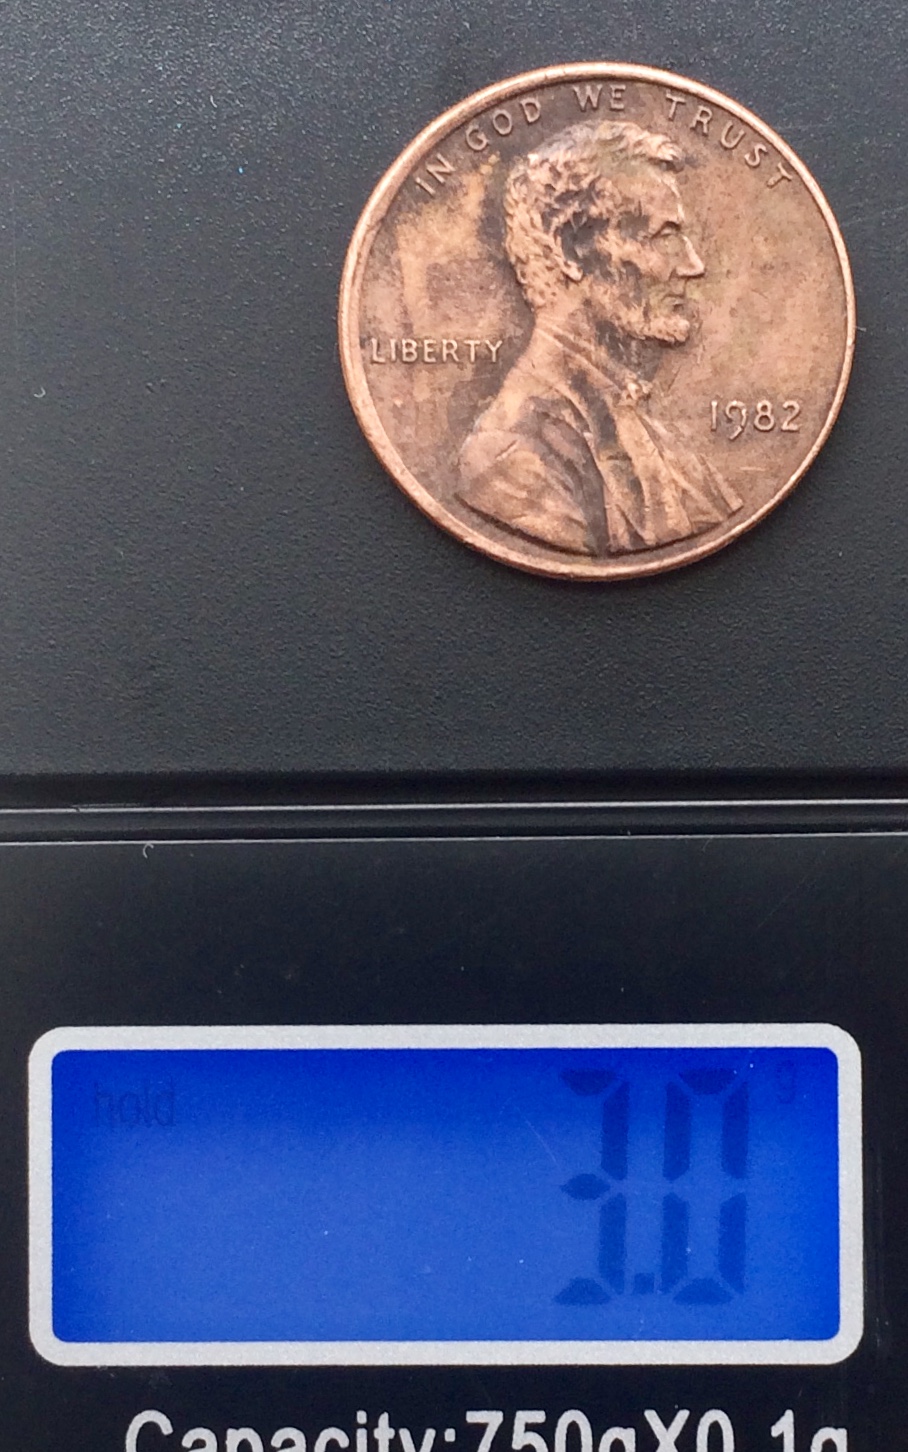 IN GOD WE TRUST
LIBERTY
1982
hold
3.0 g
Capacity:750gX0.1g